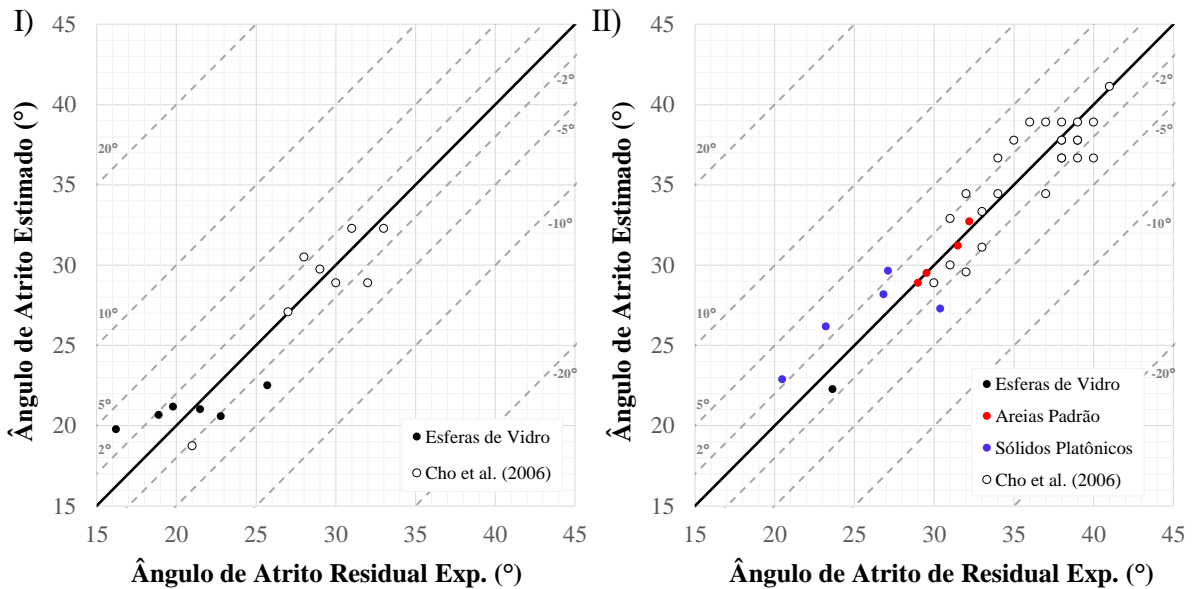 I)
45
40
35
30
25
20
15
Ângulo de Atrito Estimado (°)
20°
10°
5°
2°
-2°
-5°
-10°
-20°
Esferas de Vidro
Cho et al. (2006)
15 20 25 30 35 40 45
Ângulo de Atrito Residual Exp. (°)
II)
45
40
35
30
25
20
15
Ângulo de Atrito Estimado (°)
20°
10°
5°
2°
-2°
-5°
-10°
-20°
Esferas de Vidro
Areias Padrão
Sólidos Platônicos
Cho et al. (2006)
15 20 25 30 35 40 45
Ângulo de Atrito de Residual Exp. (°)